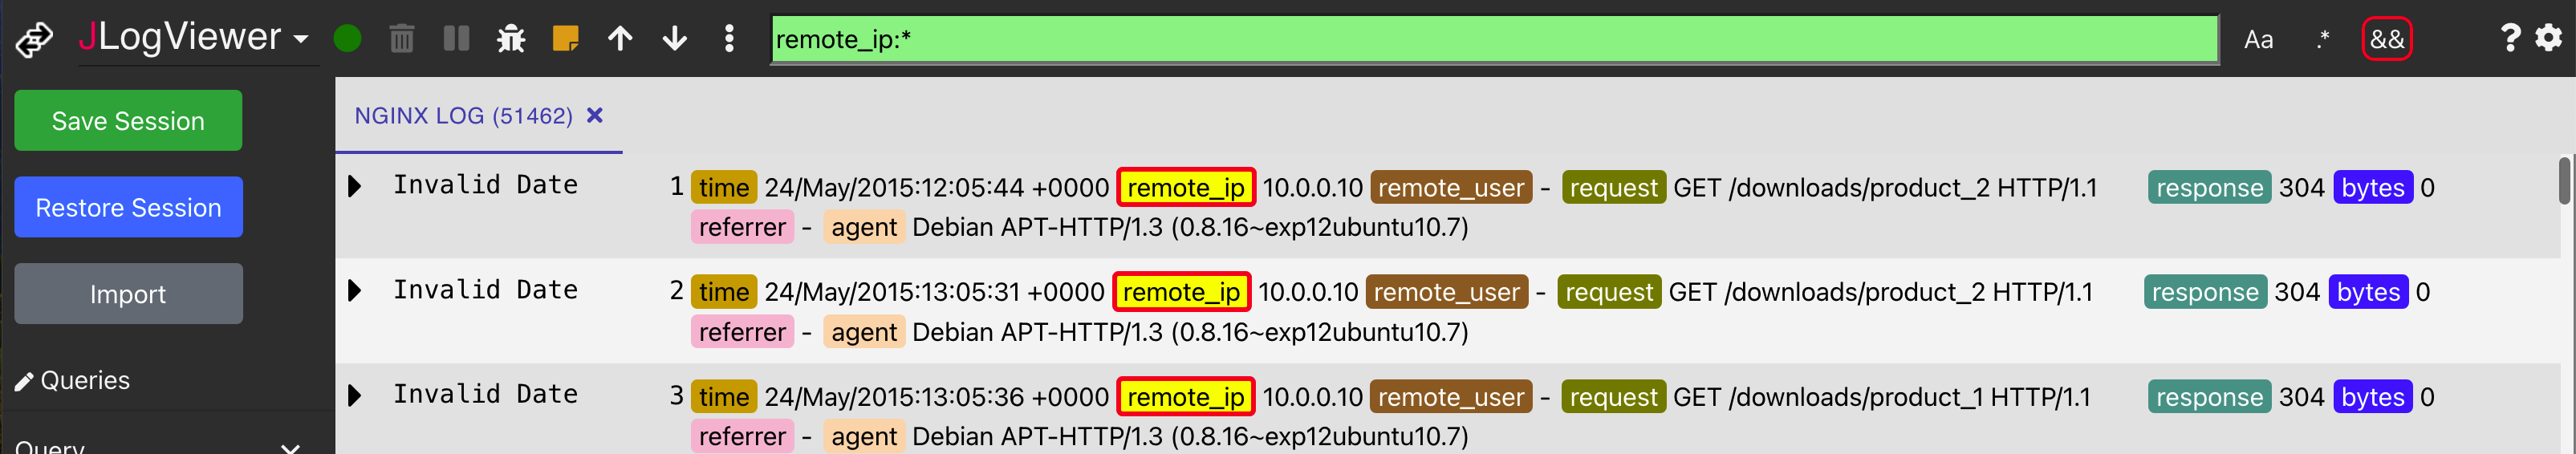 JLogViewer remote_ip:* Aa .* && ?
Save Session
Restore Session
Import
Queries
Query
NGINX LOG (51462) ×
Invalid Date 1 time 24/May/2015:12:05:44 +0000 remote_ip 10.0.0.10 remote_user - request GET /downloads/product_2 HTTP/1.1 response 304 bytes 0
referrer - agent Debian APT-HTTP/1.3 (0.8.16~exp12ubuntu10.7)
Invalid Date 2 time 24/May/2015:13:05:31 +0000 remote_ip 10.0.0.10 remote_user - request GET /downloads/product_2 HTTP/1.1 response 304 bytes 0
referrer - agent Debian APT-HTTP/1.3 (0.8.16~exp12ubuntu10.7)
Invalid Date 3 time 24/May/2015:13:05:36 +0000 remote_ip 10.0.0.10 remote_user - request GET /downloads/product_1 HTTP/1.1 response 304 bytes 0
referrer - agent Debian APT-HTTP/1.3 (0.8.16~exp12ubuntu10.7)